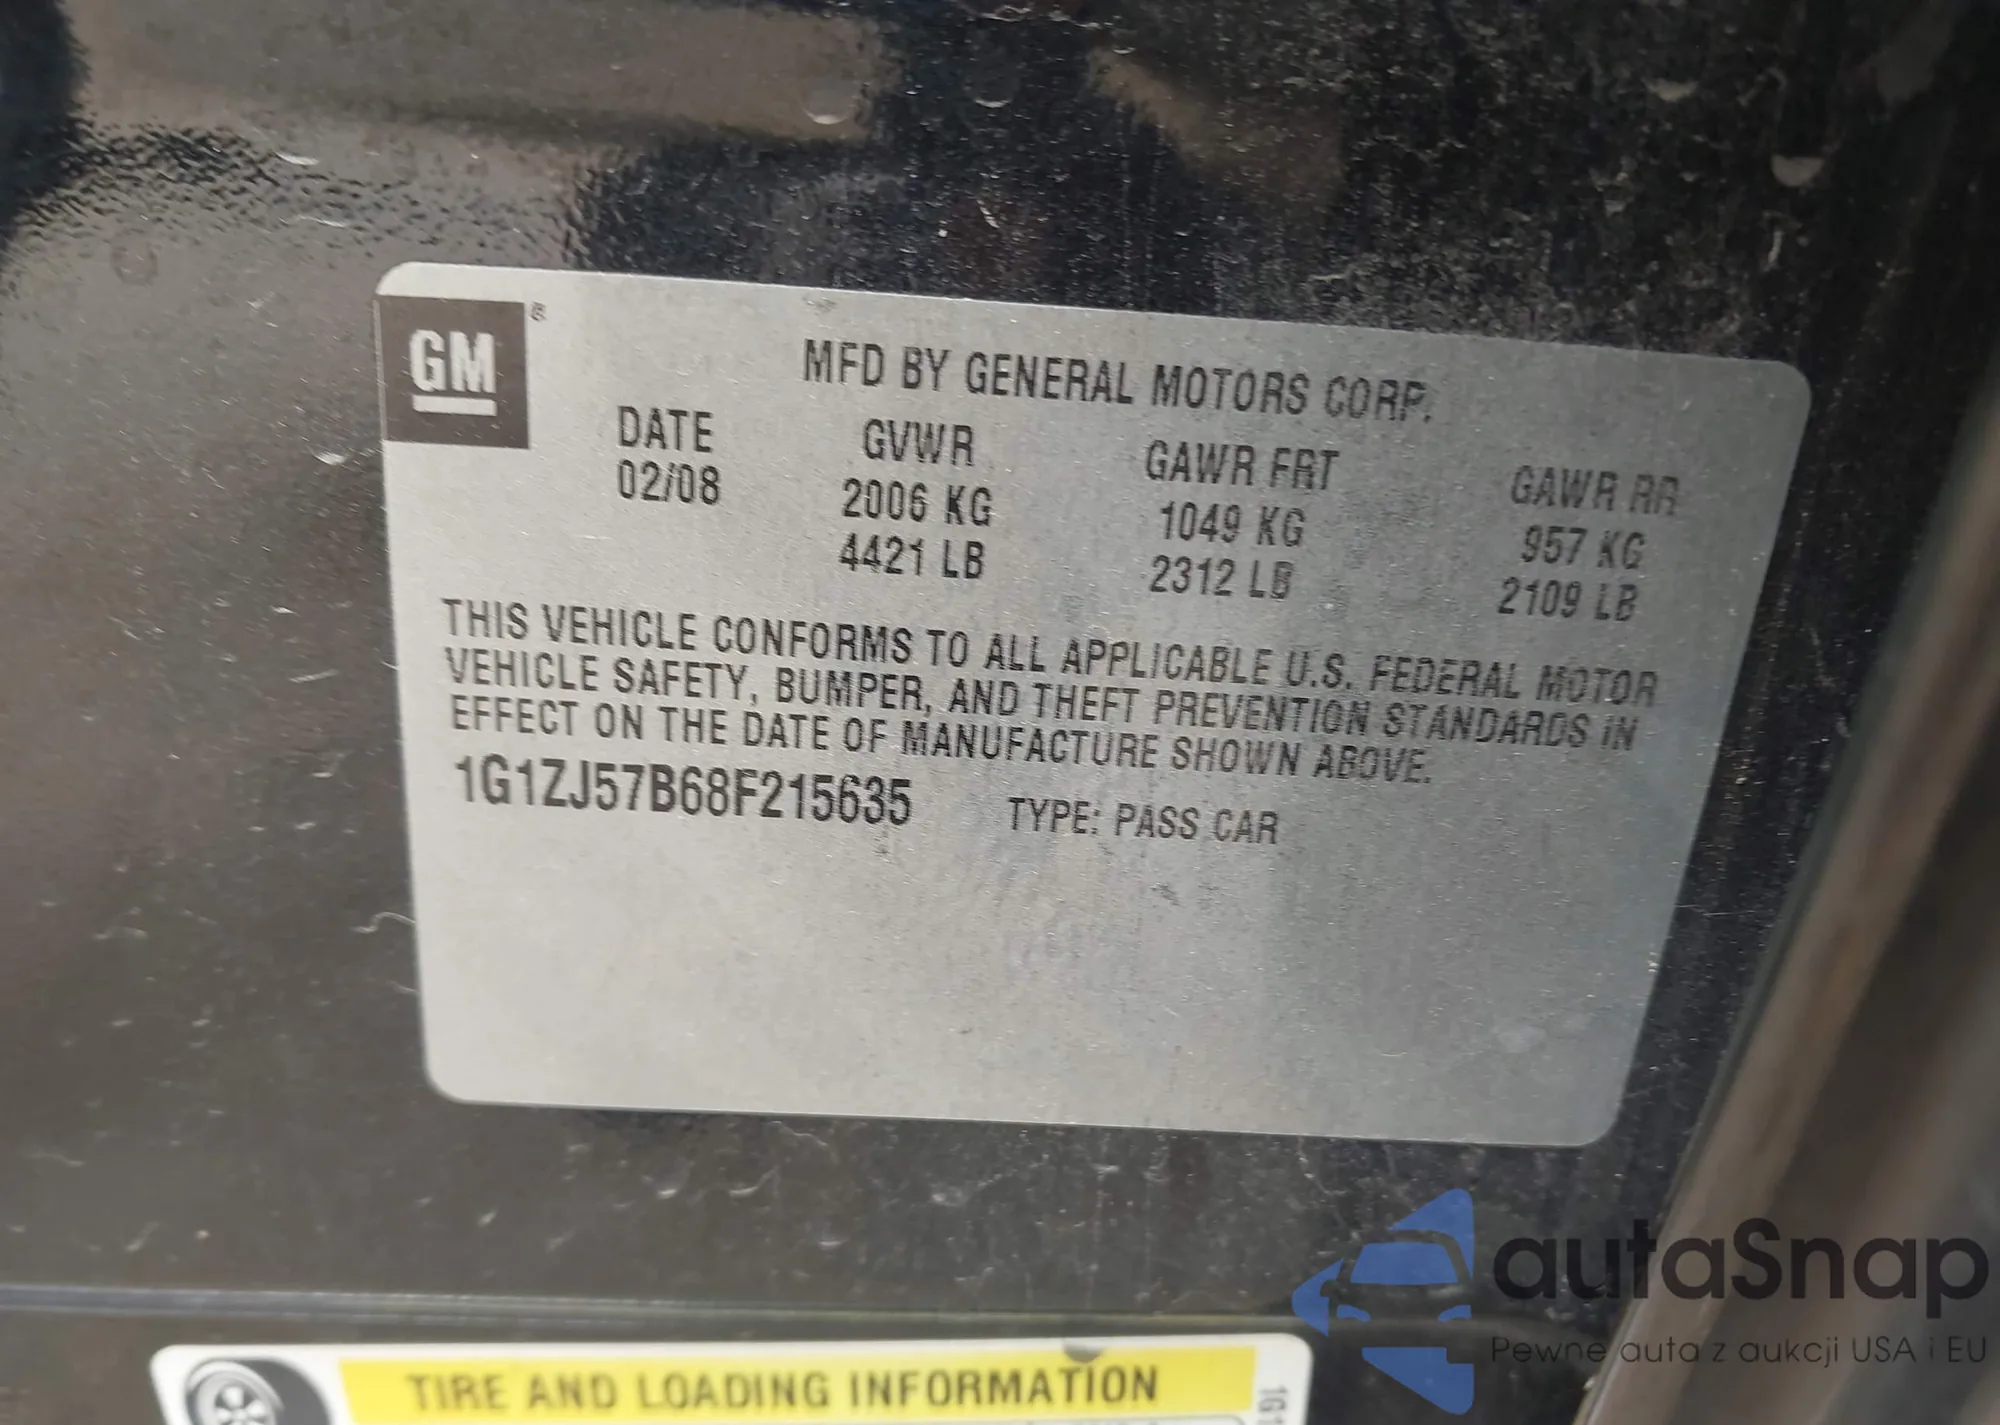 GM ®
MFD BY GENERAL MOTORS CORP.
DATE GVWR GAWR FRT GAWR RR
02/08 2006 KG 1049 KG 957 KG
4421 LB 2312 LB 2109 LB
THIS VEHICLE CONFORMS TO ALL APPLICABLE U.S. FEDERAL MOTOR
VEHICLE SAFETY, BUMPER, AND THEFT PREVENTION STANDARDS IN
EFFECT ON THE DATE OF MANUFACTURE SHOWN ABOVE.
1G1ZJ57B68F215635 TYPE: PASS CAR
autaSnap
Pewne auta z aukcji USA i EU
TIRE AND LOADING INFORMATION